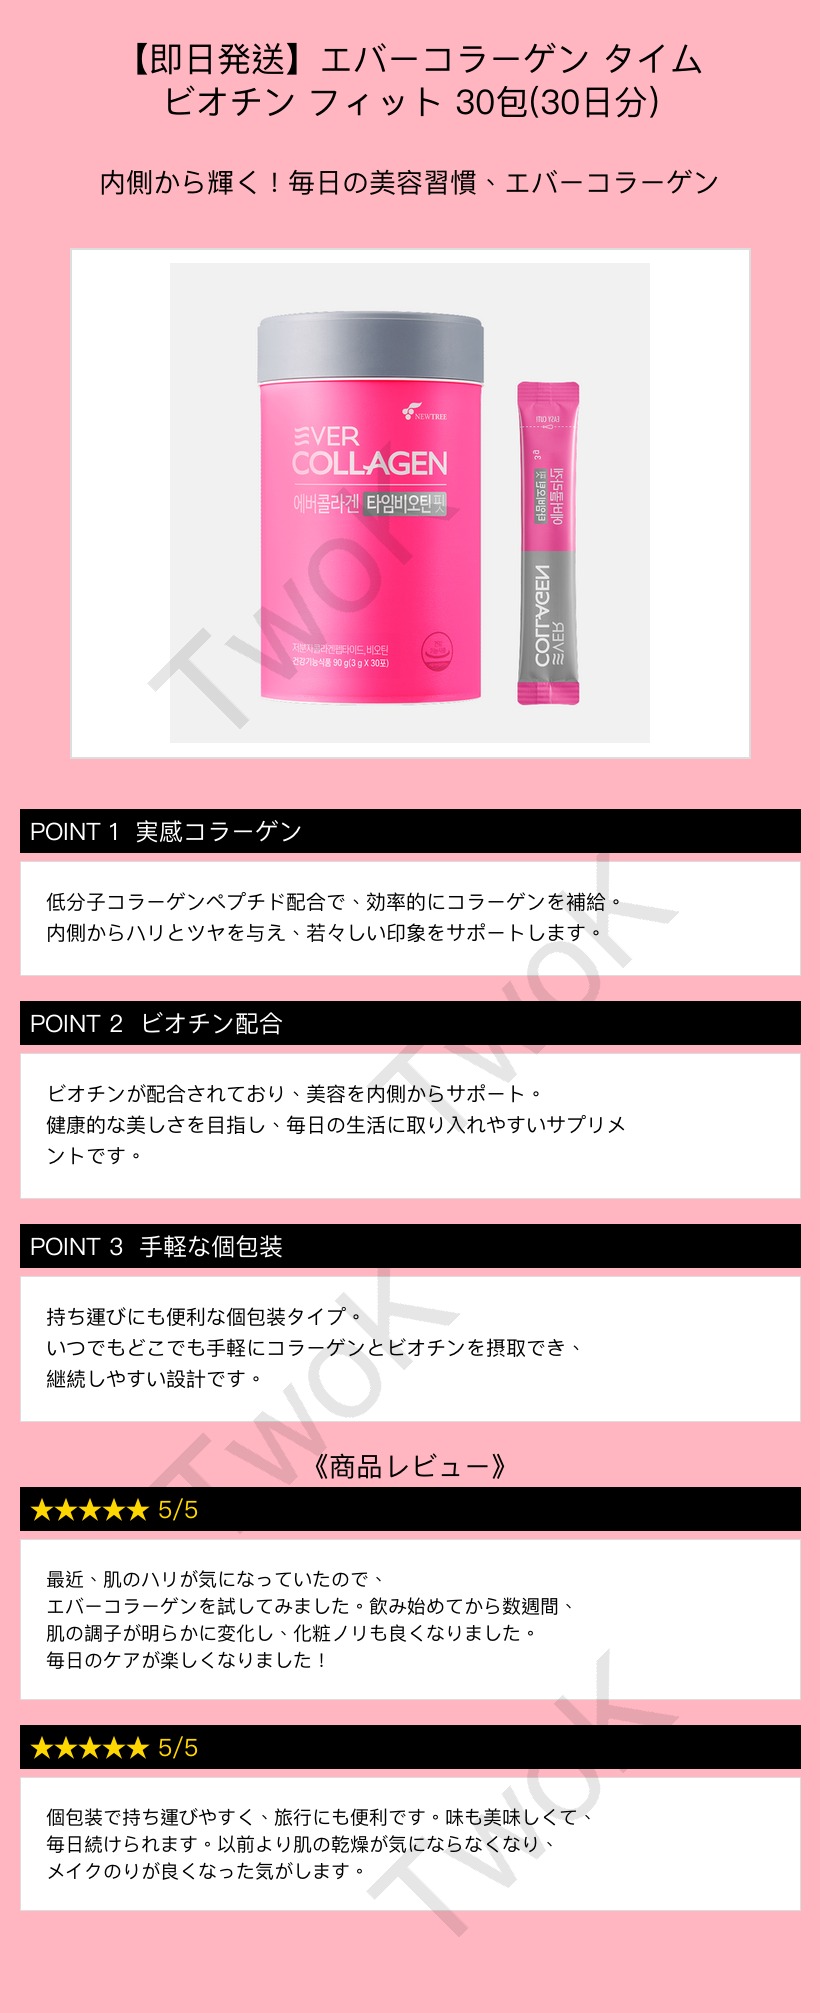 【即日発送】エバーコラーゲン タイム
ビオチン フィット 30包(30日分)
内側から輝く！毎日の美容習慣、エバーコラーゲン
NEWTREE
EVER
COLLAGEN
에버콜라겐 타임비오틴핏
저분자콜라겐펩타이드, 비오틴
건강기능식품 90 g(3 g X 30포)
EASY CUT
3 g
에버콜라겐
타임비오틴 핏
EVER
COLLAGEN
TwoK
POINT 1 実感コラーゲン
低分子コラーゲンペプチド配合で、効率的にコラーゲンを補給。
内側からハリとツヤを与え、若々しい印象をサポートします。
TwoK
POINT 2 ビオチン配合
ビオチンが配合されており、美容を内側からサポート。
健康的な美しさを目指し、毎日の生活に取り入れやすいサプリメ
ントです。
POINT 3 手軽な個包装
持ち運びにも便利な個包装タイプ。
いつでもどこでも手軽にコラーゲンとビオチンを摂取でき、
継続しやすい設計です。
TwoK
《商品レビュー》
★★★★★ 5/5
最近、肌のハリが気になっていたので、
エバーコラーゲンを試してみました。飲み始めてから数週間、
肌の調子が明らかに変化し、化粧ノリも良くなりました。
毎日のケアが楽しくなりました！
★★★★★ 5/5
個包装で持ち運びやすく、旅行にも便利です。味も美味しくて、
毎日続けられます。以前より肌の乾燥が気にならなくなり、
メイクのりが良くなった気がします。
TwoK